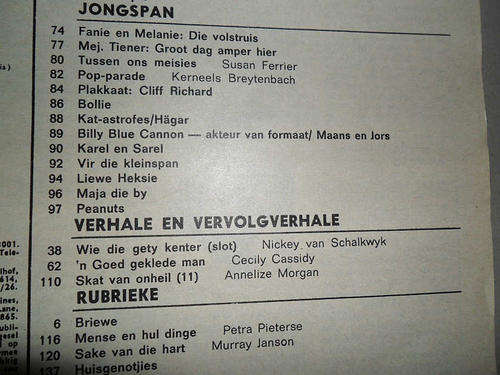 JONGSPAN
74 Fanie en Melanie: Die volstruis
77 Mej. Tiener: Groot dag amper hier
80 Tussen ons meisies Susan Ferrier
82 Pop-parade Kerneels Breytenbach
84 Plakkaat: Cliff Richard
86 Bollie
88 Kat-astrofes/Hägar
89 Billy Blue Cannon — akteur van formaat/ Maans en Jors
90 Karel en Sarel
92 Vir die kleinspan
94 Liewe Heksie
96 Maja die by
97 Peanuts
VERHALE EN VERVOLGVERHALE
38 Wie die gety kenter (slot) Nickey van Schalkwyk
62 'n Goed geklede man Cecily Cassidy
110 Skat van onheil (11) Annelize Morgan
RUBRIEKE
6 Briewe
116 Mense en hul dinge Petra Pieterse
120 Sake van die hart Murray Janson
137 Huisgenotjies